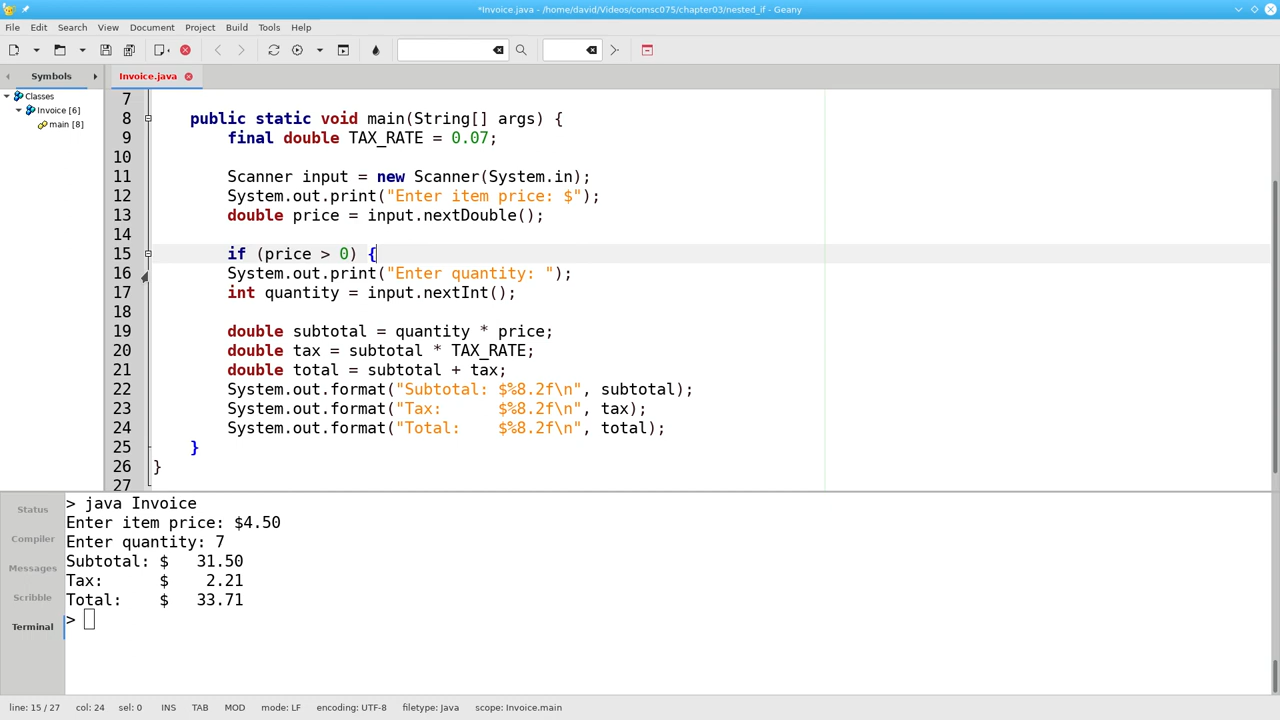 *Invoice.java - /home/david/Videos/comsc075/chapter03/nested_if - Geany
File Edit Search View Document Project Build Tools Help
Symbols
Invoice.java
Classes
Invoice [6]
main [8]
7
8 public static void main(String[] args) {
9 final double TAX_RATE = 0.07;
10
11 Scanner input = new Scanner(System.in);
12 System.out.print("Enter item price: $");
13 double price = input.nextDouble();
14
15 if (price > 0) {
16 System.out.print("Enter quantity: ");
17 int quantity = input.nextInt();
18
19 double subtotal = quantity * price;
20 double tax = subtotal * TAX_RATE;
21 double total = subtotal + tax;
22 System.out.format("Subtotal: $%8.2f\n", subtotal);
23 System.out.format("Tax:      $%8.2f\n", tax);
24 System.out.format("Total:    $%8.2f\n", total);
25 }
26 }
27
Status
Compiler
Messages
Scribble
Terminal
> java Invoice
Enter item price: $4.50
Enter quantity: 7
Subtotal: $   31.50
Tax:      $    2.21
Total:    $   33.71
>
line: 15 / 27 col: 24 sel: 0 INS TAB MOD mode: LF encoding: UTF-8 filetype: Java scope: Invoice.main